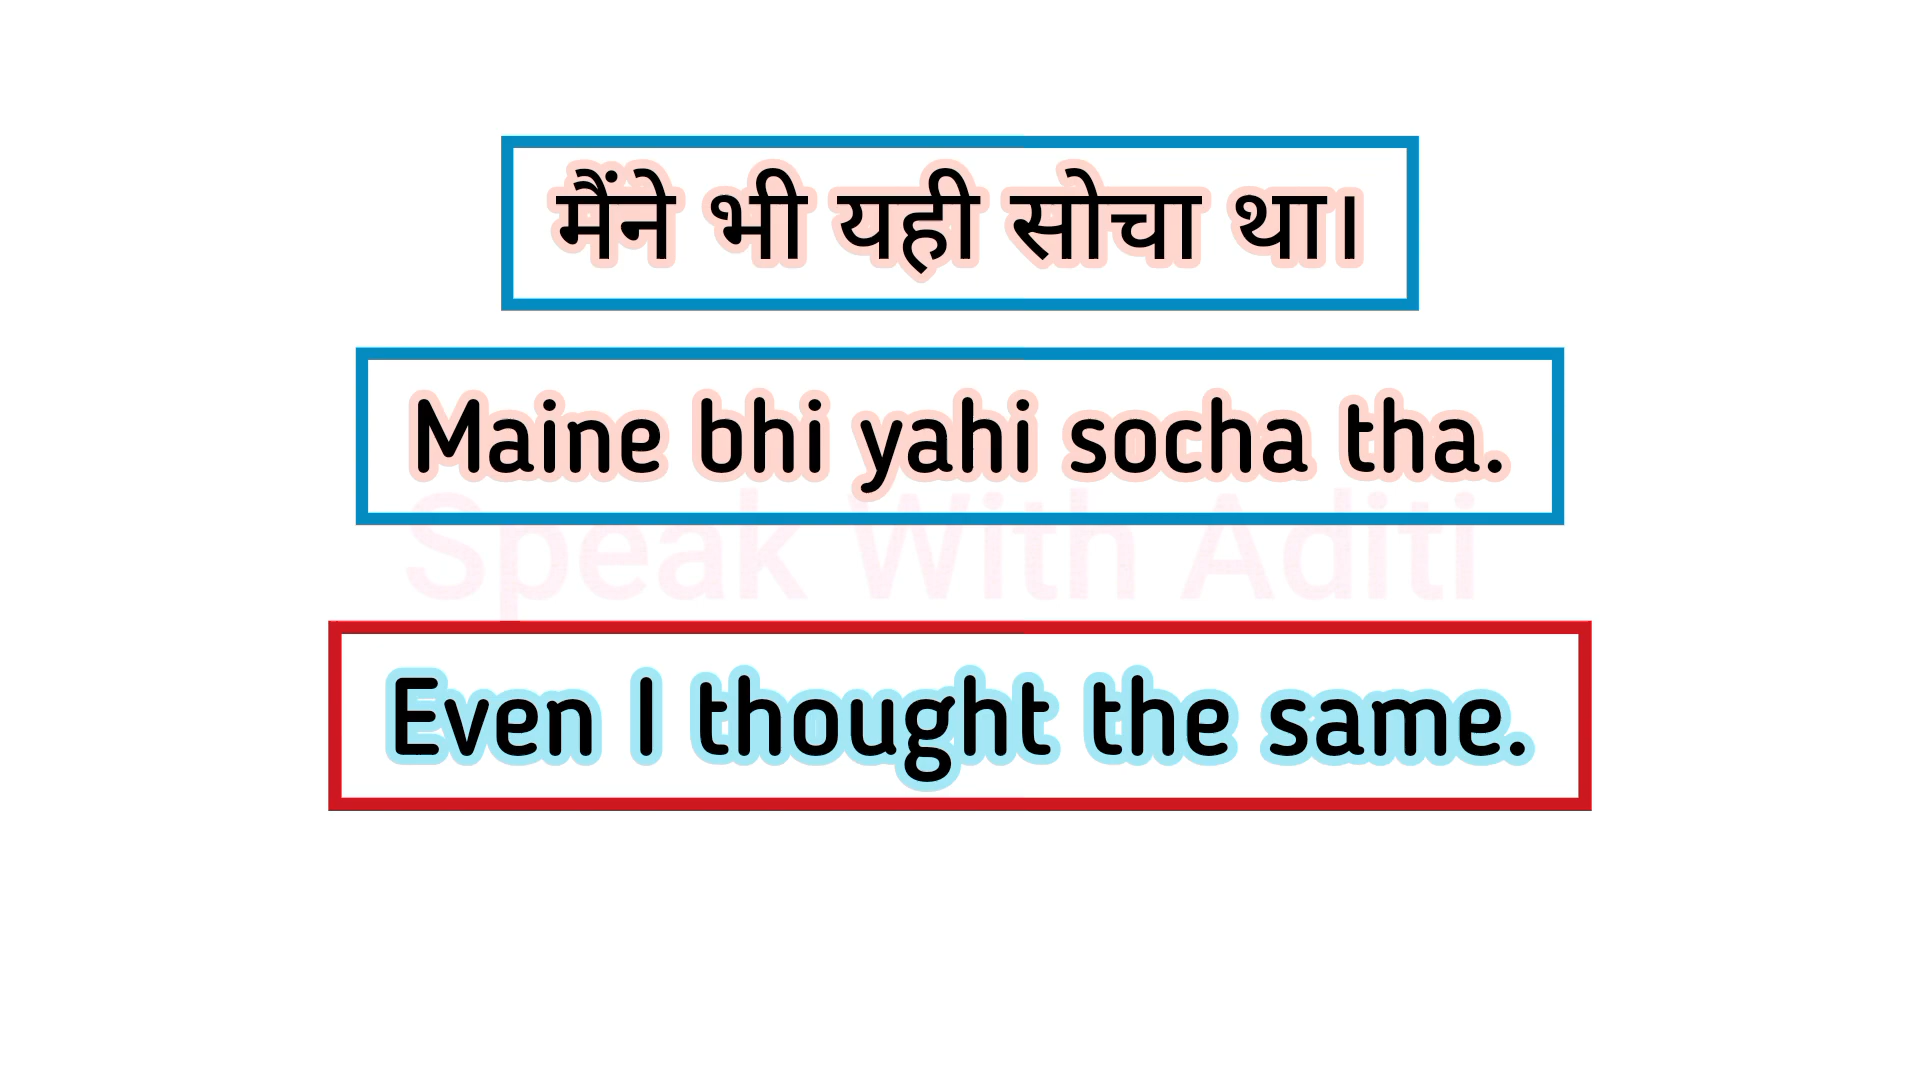 मैंने भी यही सोचा था।
Maine bhi yahi socha tha.
Speak With Aditi
Even I thought the same.